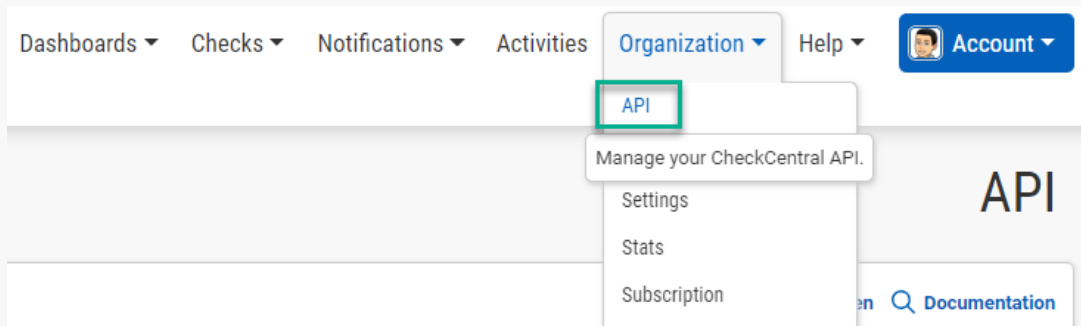 Dashboards Checks Notifications Activities Organization Help Account
API
Manage your CheckCentral API.
API
Settings
Stats
Subscription
Documentation